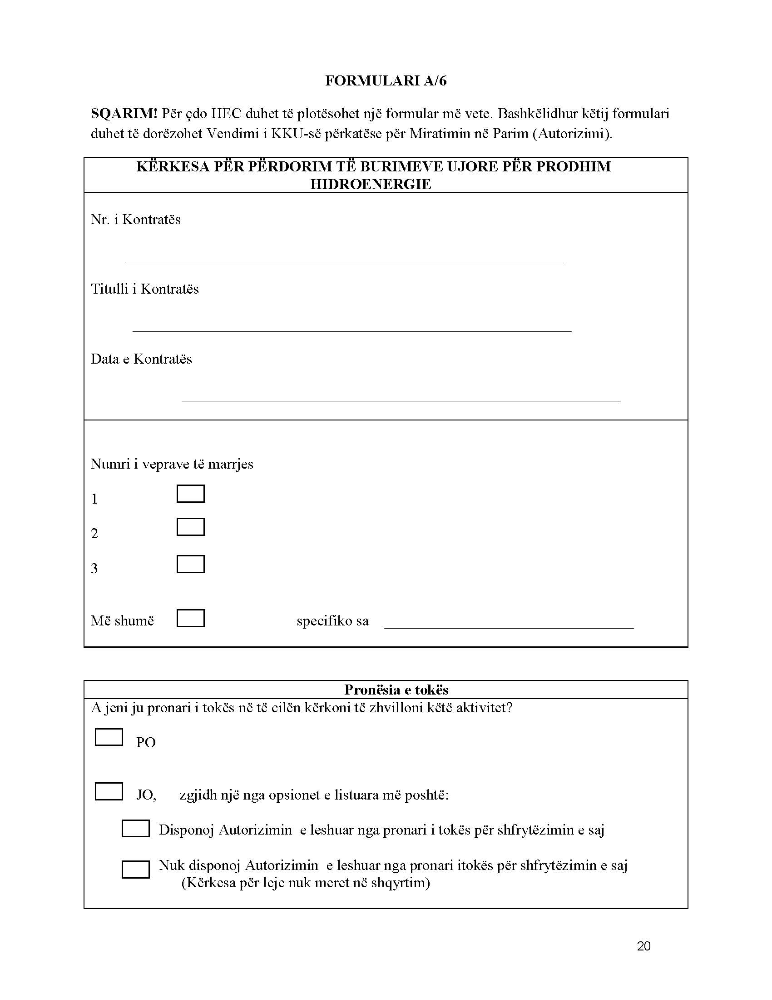 FORMULARI A/6
SQARIM! Për çdo HEC duhet të plotësohet një formular më vete. Bashkëlidhur këtij formulari
duhet të dorëzohet Vendimi i KKU-së përkatëse për Miratimin në Parim (Autorizimi).
KËRKESA PËR PËRDORIM TË BURIMEVE UJORE PËR PRODHIM
HIDROENERGIE
Nr. i Kontratës
Titulli i Kontratës
Data e Kontratës
Numri i veprave të marrjes
1
2
3
Më shumë specifiko sa
Pronësia e tokës
A jeni ju pronari i tokës në të cilën kërkoni të zhvilloni këtë aktivitet?
PO
JO, zgjidh një nga opsionet e listuara më poshtë:
Disponoj Autorizimin e leshuar nga pronari i tokës për shfrytëzimin e saj
Nuk disponoj Autorizimin e leshuar nga pronari itokës për shfrytëzimin e saj
(Kërkesa për leje nuk meret në shqyrtim)
20